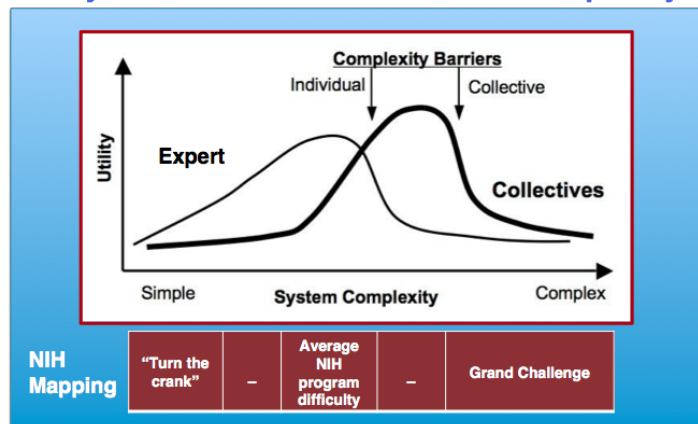 Complexity Barriers
Individual
Collective
Utility
Expert
Collectives
Simple
System Complexity
Complex
NIH
Mapping
“Turn the
crank”
–
Average
NIH
program
difficulty
–
Grand Challenge